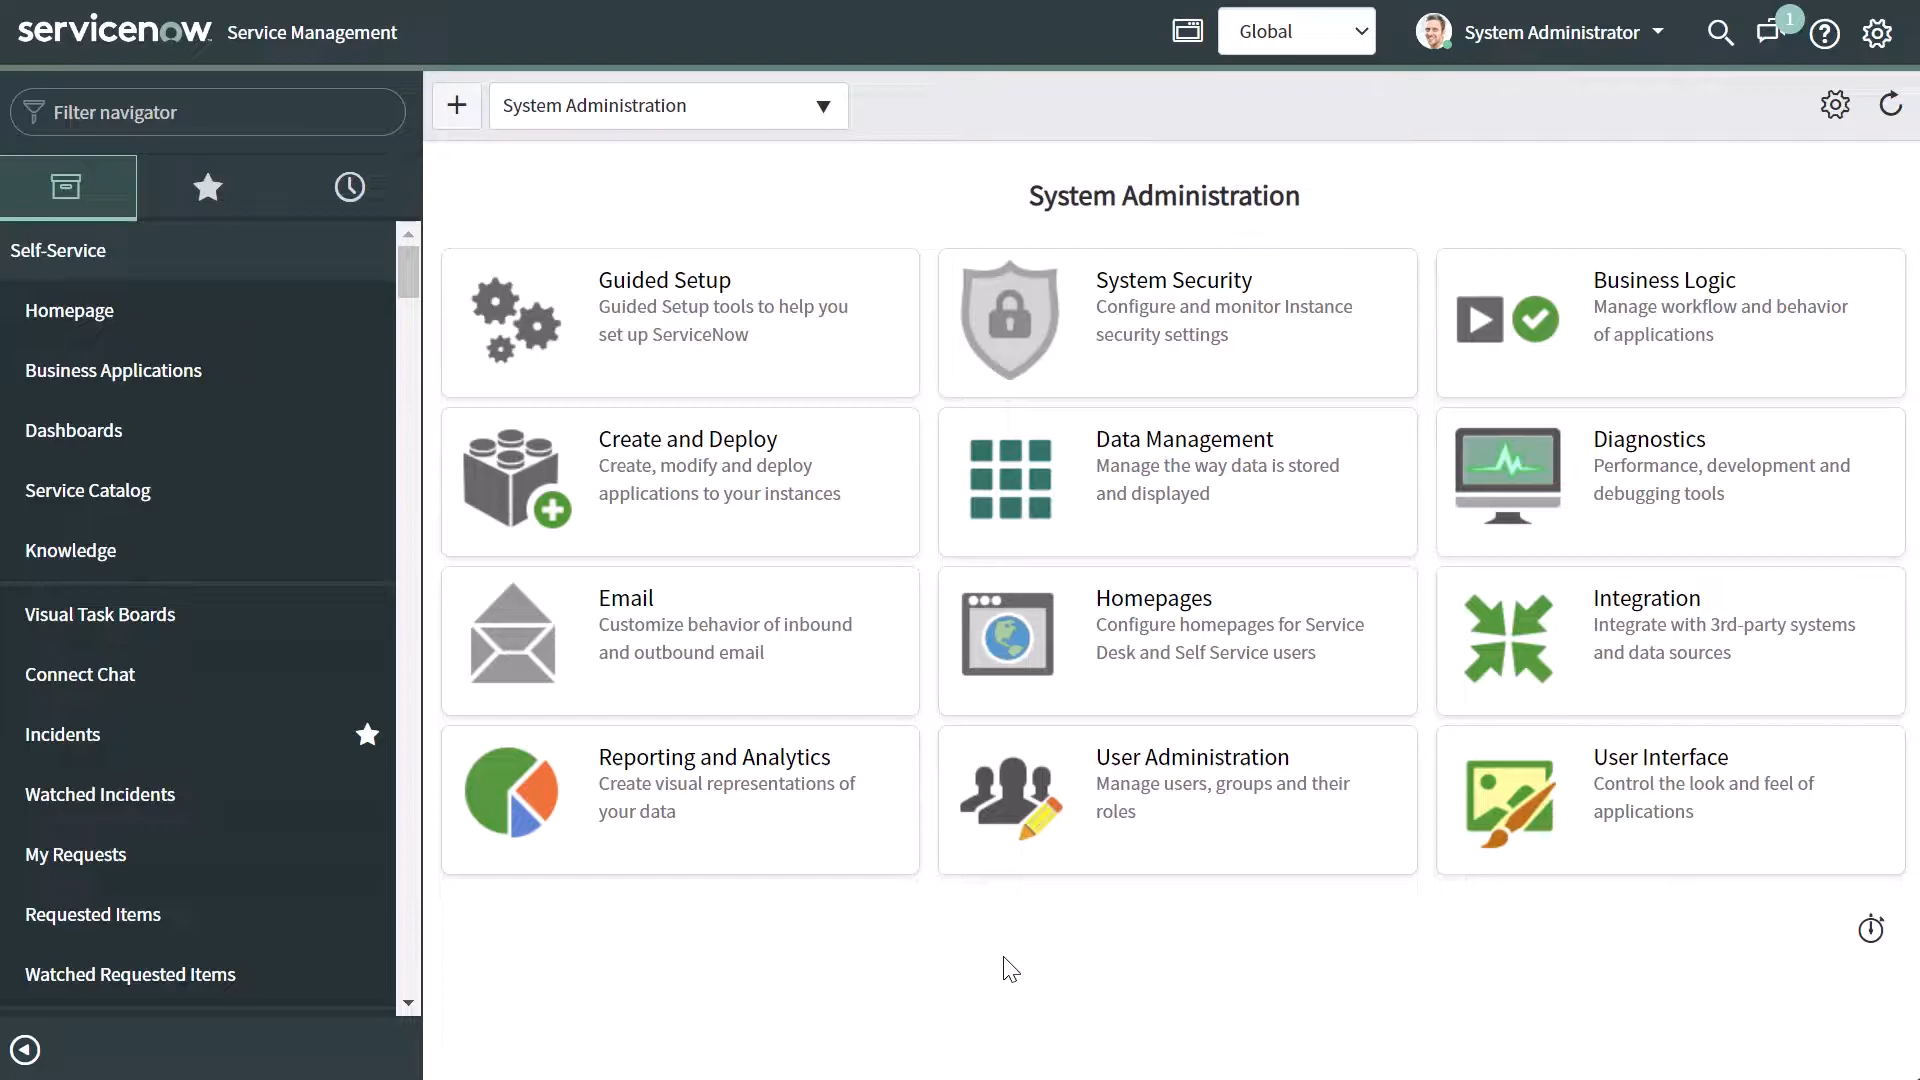 servicenow Service Management
Global
System Administrator
1
Filter navigator
System Administration
Self-Service
Homepage
Business Applications
Dashboards
Service Catalog
Knowledge
Visual Task Boards
Connect Chat
Incidents
Watched Incidents
My Requests
Requested Items
Watched Requested Items
System Administration
Guided Setup
Guided Setup tools to help you
set up ServiceNow
System Security
Configure and monitor Instance
security settings
Business Logic
Manage workflow and behavior
of applications
Create and Deploy
Create, modify and deploy
applications to your instances
Data Management
Manage the way data is stored
and displayed
Diagnostics
Performance, development and
debugging tools
Email
Customize behavior of inbound
and outbound email
Homepages
Configure homepages for Service
Desk and Self Service users
Integration
Integrate with 3rd-party systems
and data sources
Reporting and Analytics
Create visual representations of
your data
User Administration
Manage users, groups and their
roles
User Interface
Control the look and feel of
applications